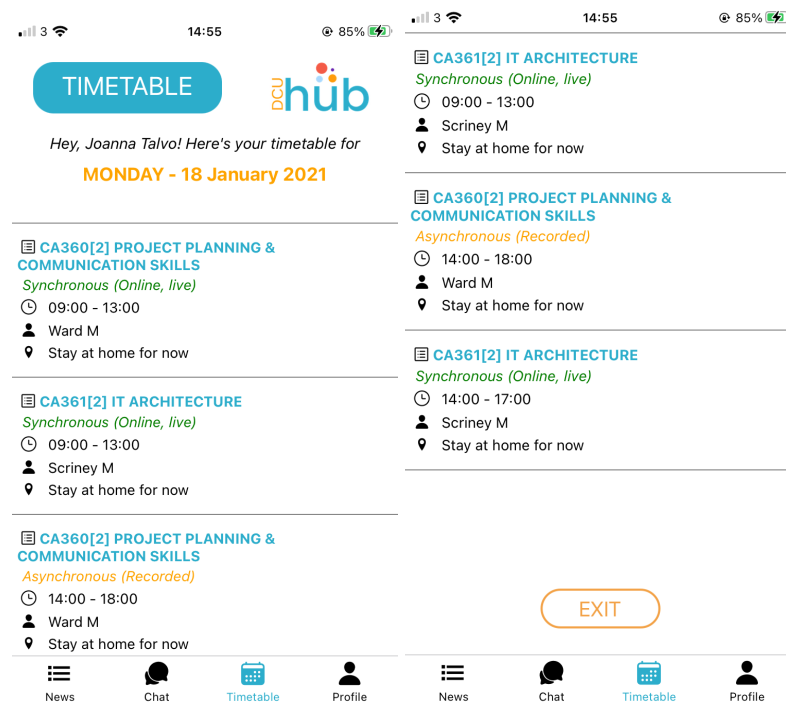 3 14:55 85%
TIMETABLE
DCU hub
Hey, Joanna Talvo! Here's your timetable for
MONDAY - 18 January 2021
CA360[2] PROJECT PLANNING &
COMMUNICATION SKILLS
Synchronous (Online, live)
09:00 - 13:00
Ward M
Stay at home for now
CA361[2] IT ARCHITECTURE
Synchronous (Online, live)
09:00 - 13:00
Scriney M
Stay at home for now
CA360[2] PROJECT PLANNING &
COMMUNICATION SKILLS
Asynchronous (Recorded)
14:00 - 18:00
Ward M
Stay at home for now
News Chat Timetable Profile
3 14:55 85%
CA361[2] IT ARCHITECTURE
Synchronous (Online, live)
09:00 - 13:00
Scriney M
Stay at home for now
CA360[2] PROJECT PLANNING &
COMMUNICATION SKILLS
Asynchronous (Recorded)
14:00 - 18:00
Ward M
Stay at home for now
CA361[2] IT ARCHITECTURE
Synchronous (Online, live)
14:00 - 17:00
Scriney M
Stay at home for now
EXIT
News Chat Timetable Profile